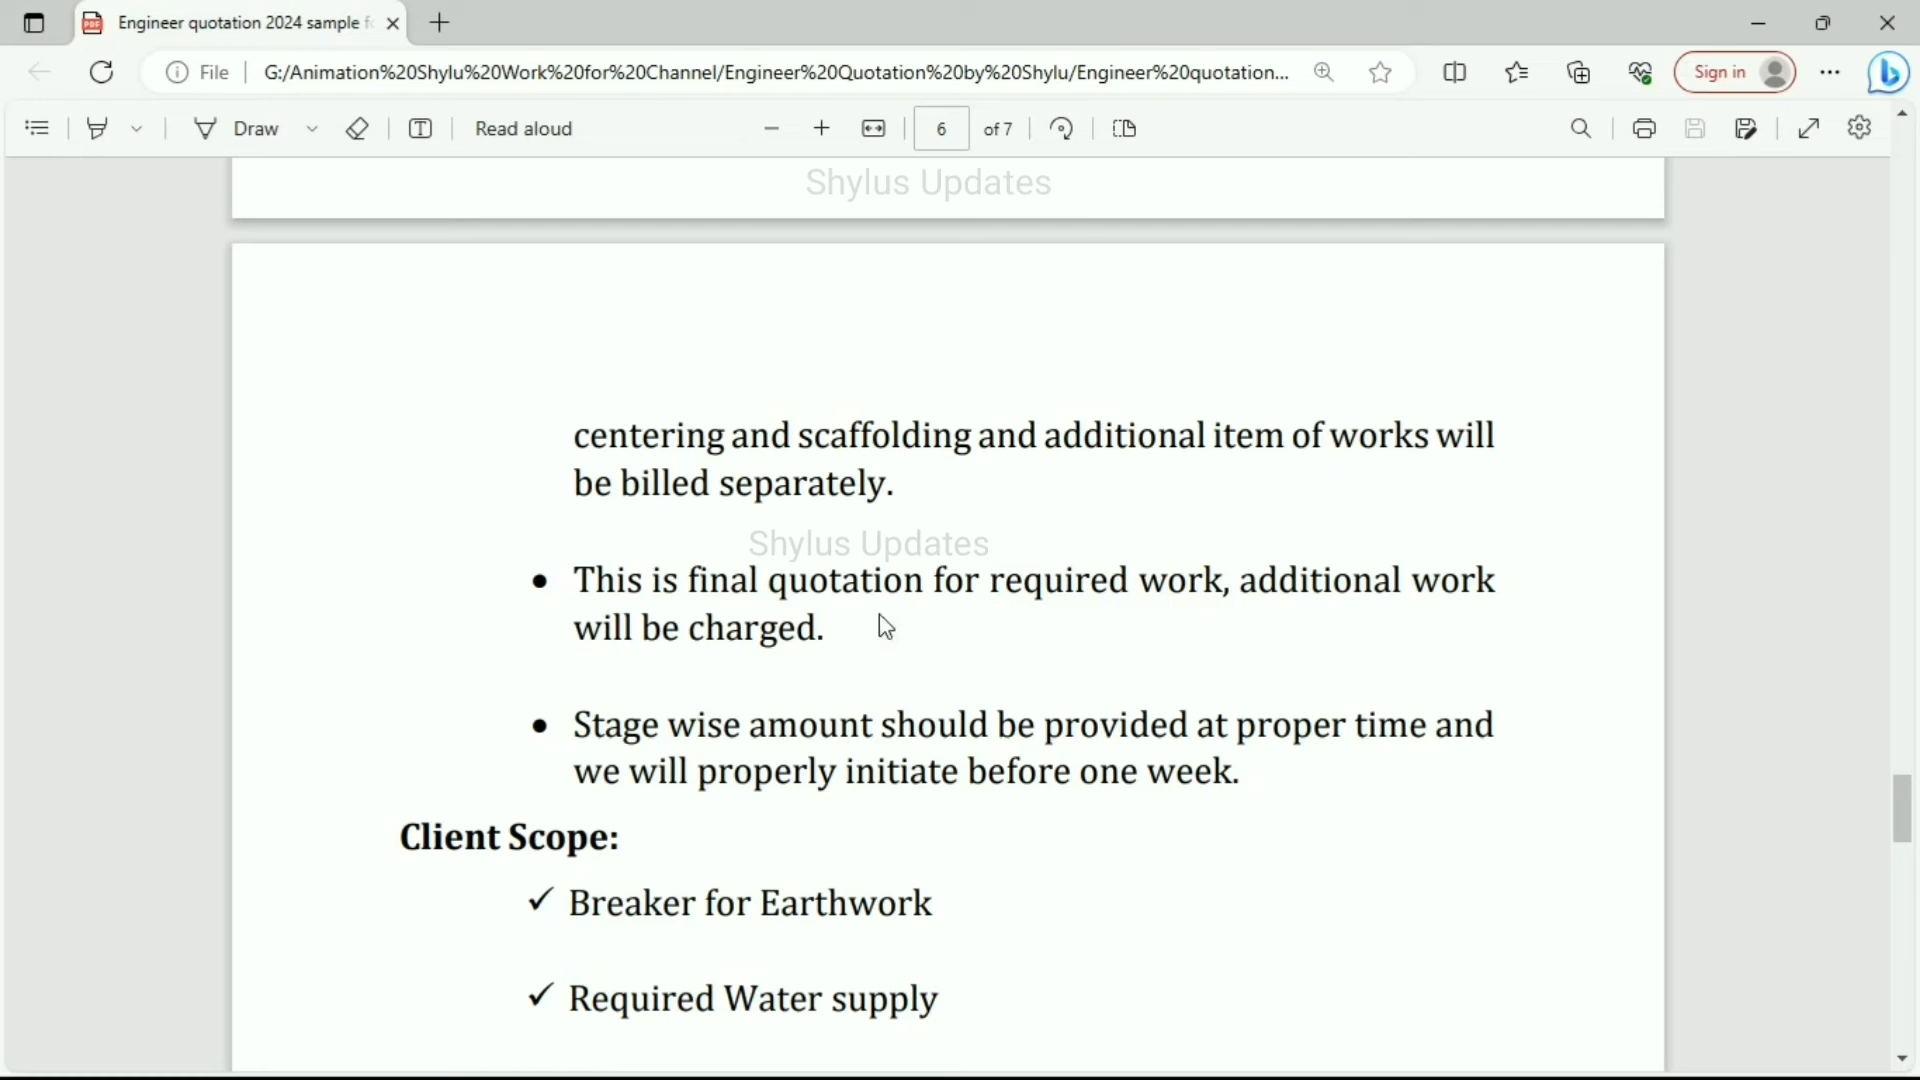 Engineer quotation 2024 sample f
File
G:/Animation%20Shylu%20Work%20for%20Channel/Engineer%20Quotation%20by%20Shylu/Engineer%20quotation...
Sign in
Draw
Read aloud
6
of 7
Shylus Updates
centering and scaffolding and additional item of works will
be billed separately.
Shylus Updates
• This is final quotation for required work, additional work
will be charged.
• Stage wise amount should be provided at proper time and
we will properly initiate before one week.
Client Scope:
✓ Breaker for Earthwork
✓ Required Water supply